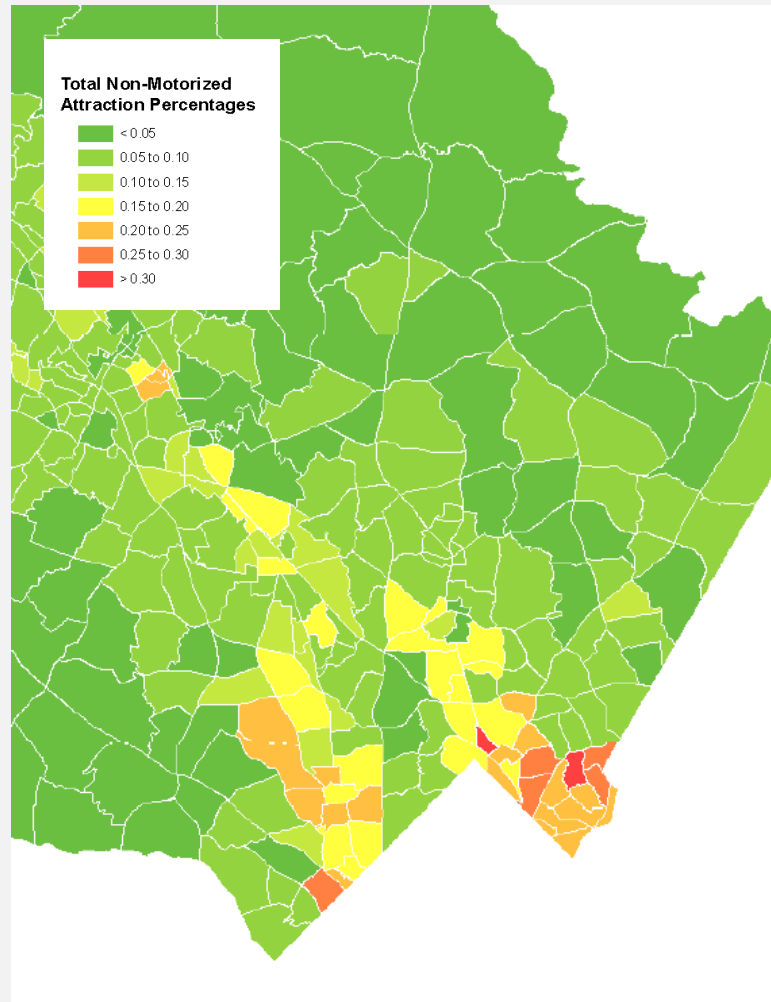 Total Non-Motorized
Attraction Percentages
< 0.05
0.05 to 0.10
0.10 to 0.15
0.15 to 0.20
0.20 to 0.25
0.25 to 0.30
> 0.30